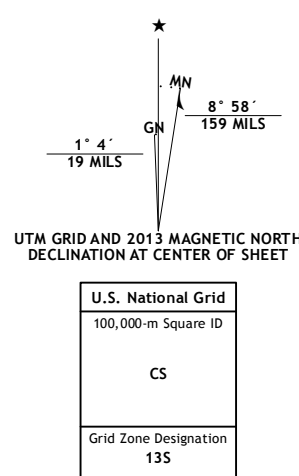 ★
MN
8° 58´
159 MILS
GN
1° 4´
19 MILS
UTM GRID AND 2013 MAGNETIC NORTH
DECLINATION AT CENTER OF SHEET
U.S. National Grid
100,000-m Square ID
CS
Grid Zone Designation
13S